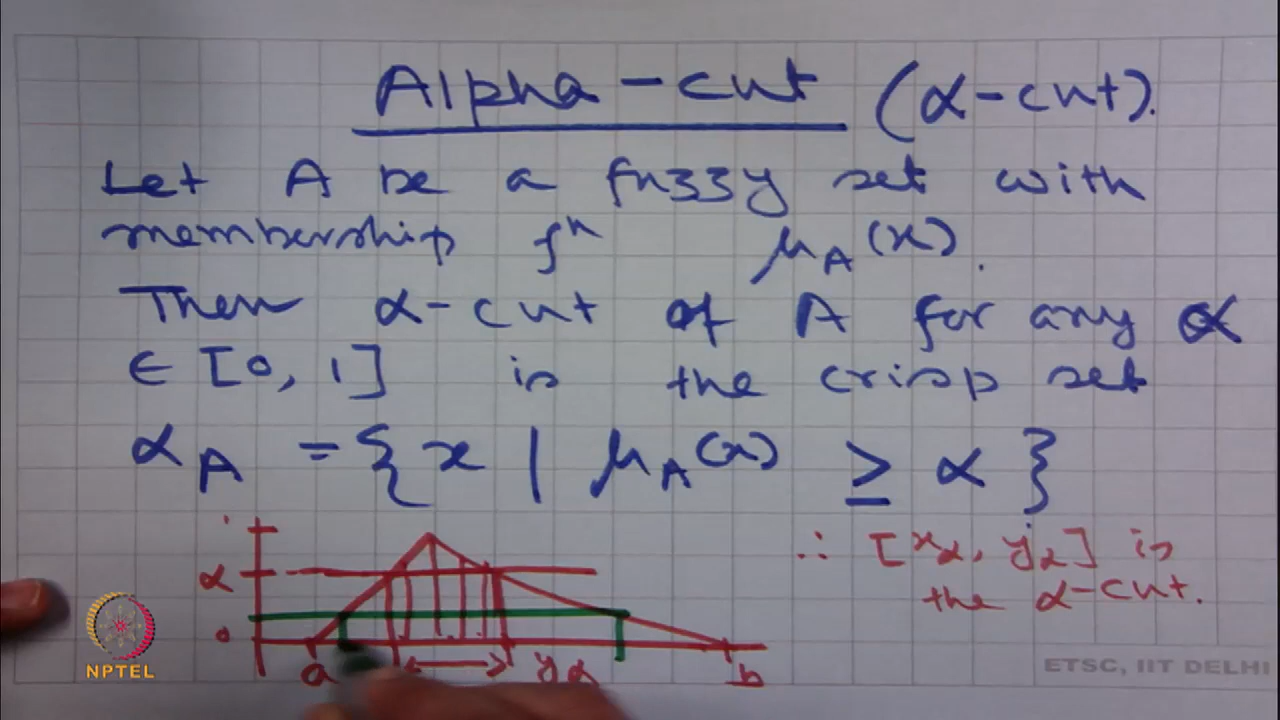 Alpha-cut (α-cut).
Let A be a fuzzy set with
membership fⁿ μ_A(x).
Then α-cut of A for any α
∈ [0, 1] is the crisp set
α_A = { x | μ_A(x) ≥ α }
∴ [x_α, y_α] is
the α-cut.
α
0
a y_α b
NPTEL
ETSC, IIT DELHI